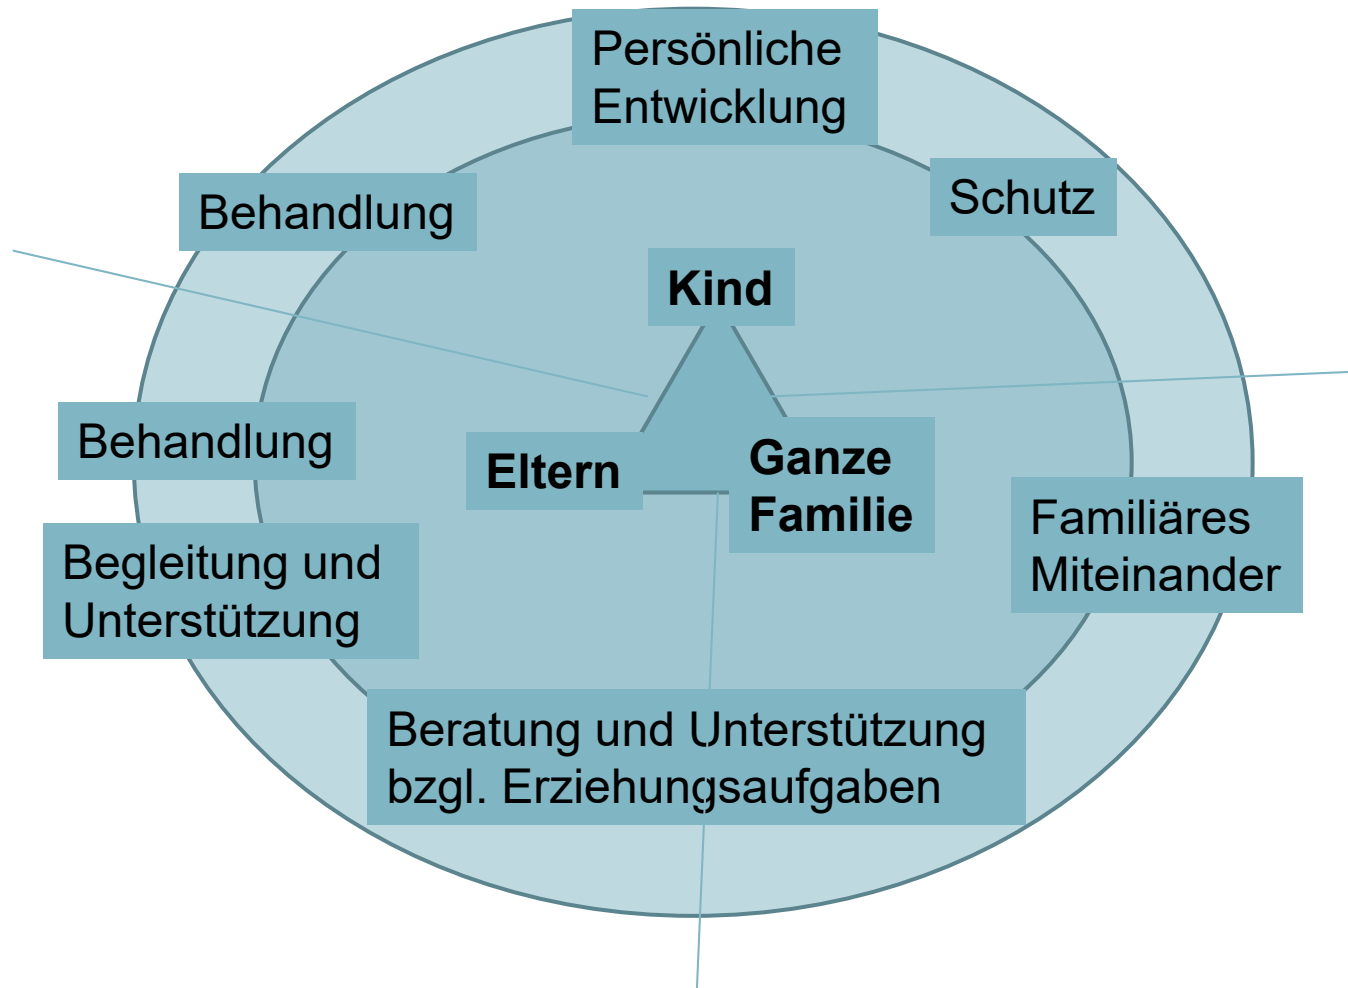 Persönliche
Entwicklung
Behandlung
Schutz
Kind
Behandlung
Eltern
Ganze
Familie
Familiäres
Miteinander
Begleitung und
Unterstützung
Beratung und Unterstützung
bzgl. Erziehungsaufgaben